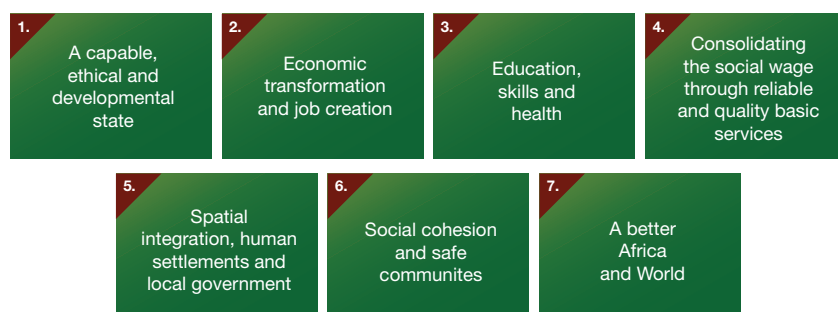 1.
A capable,
ethical and
developmental
state
2.
Economic
transformation
and job creation
3.
Education,
skills and
health
4.
Consolidating
the social wage
through reliable
and quality basic
services
5.
Spatial
integration, human
settlements and
local government
6.
Social cohesion
and safe
communites
7.
A better
Africa
and World